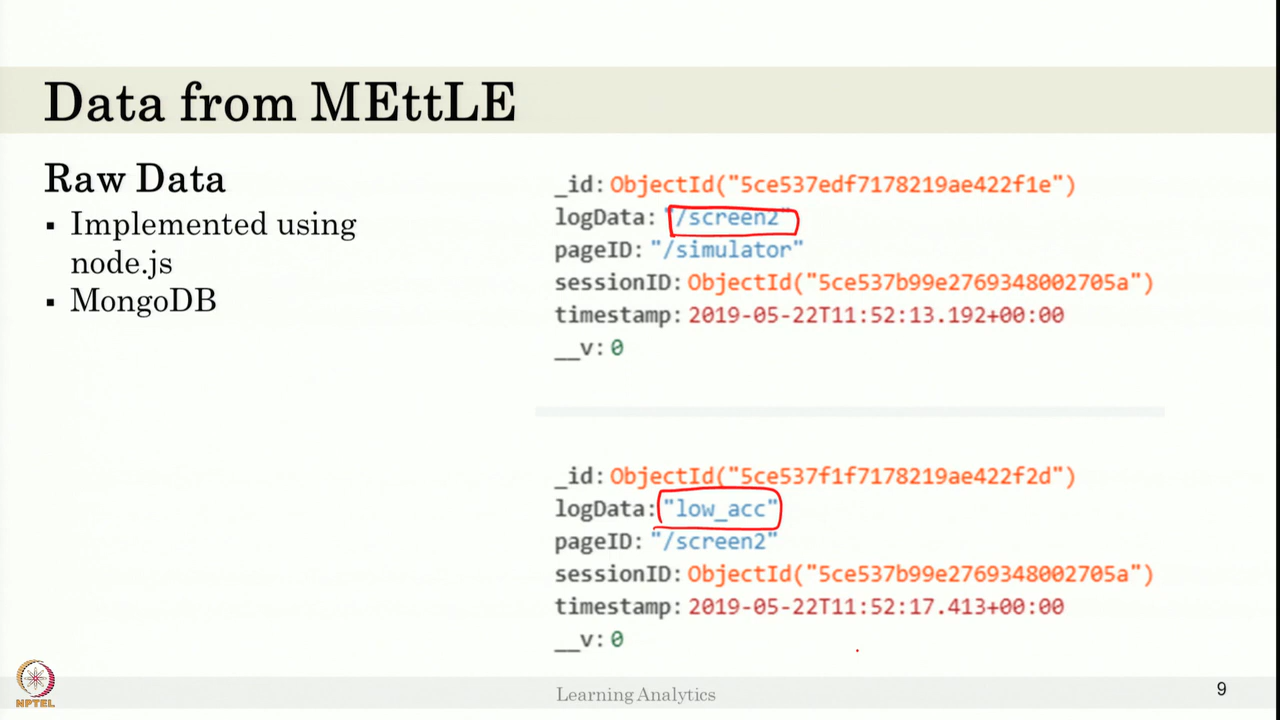 Data from MEttLE
Raw Data
▪ Implemented using
node.js
▪ MongoDB
_id: ObjectId("5ce537edf7178219ae422f1e")
logData: "/screen2"
pageID: "/simulator"
sessionID: ObjectId("5ce537b99e2769348002705a")
timestamp: 2019-05-22T11:52:13.192+00:00
__v: 0
_id: ObjectId("5ce537f1f7178219ae422f2d")
logData: "low_acc"
pageID: "/screen2"
sessionID: ObjectId("5ce537b99e2769348002705a")
timestamp: 2019-05-22T11:52:17.413+00:00
__v: 0
NPTEL
Learning Analytics
9